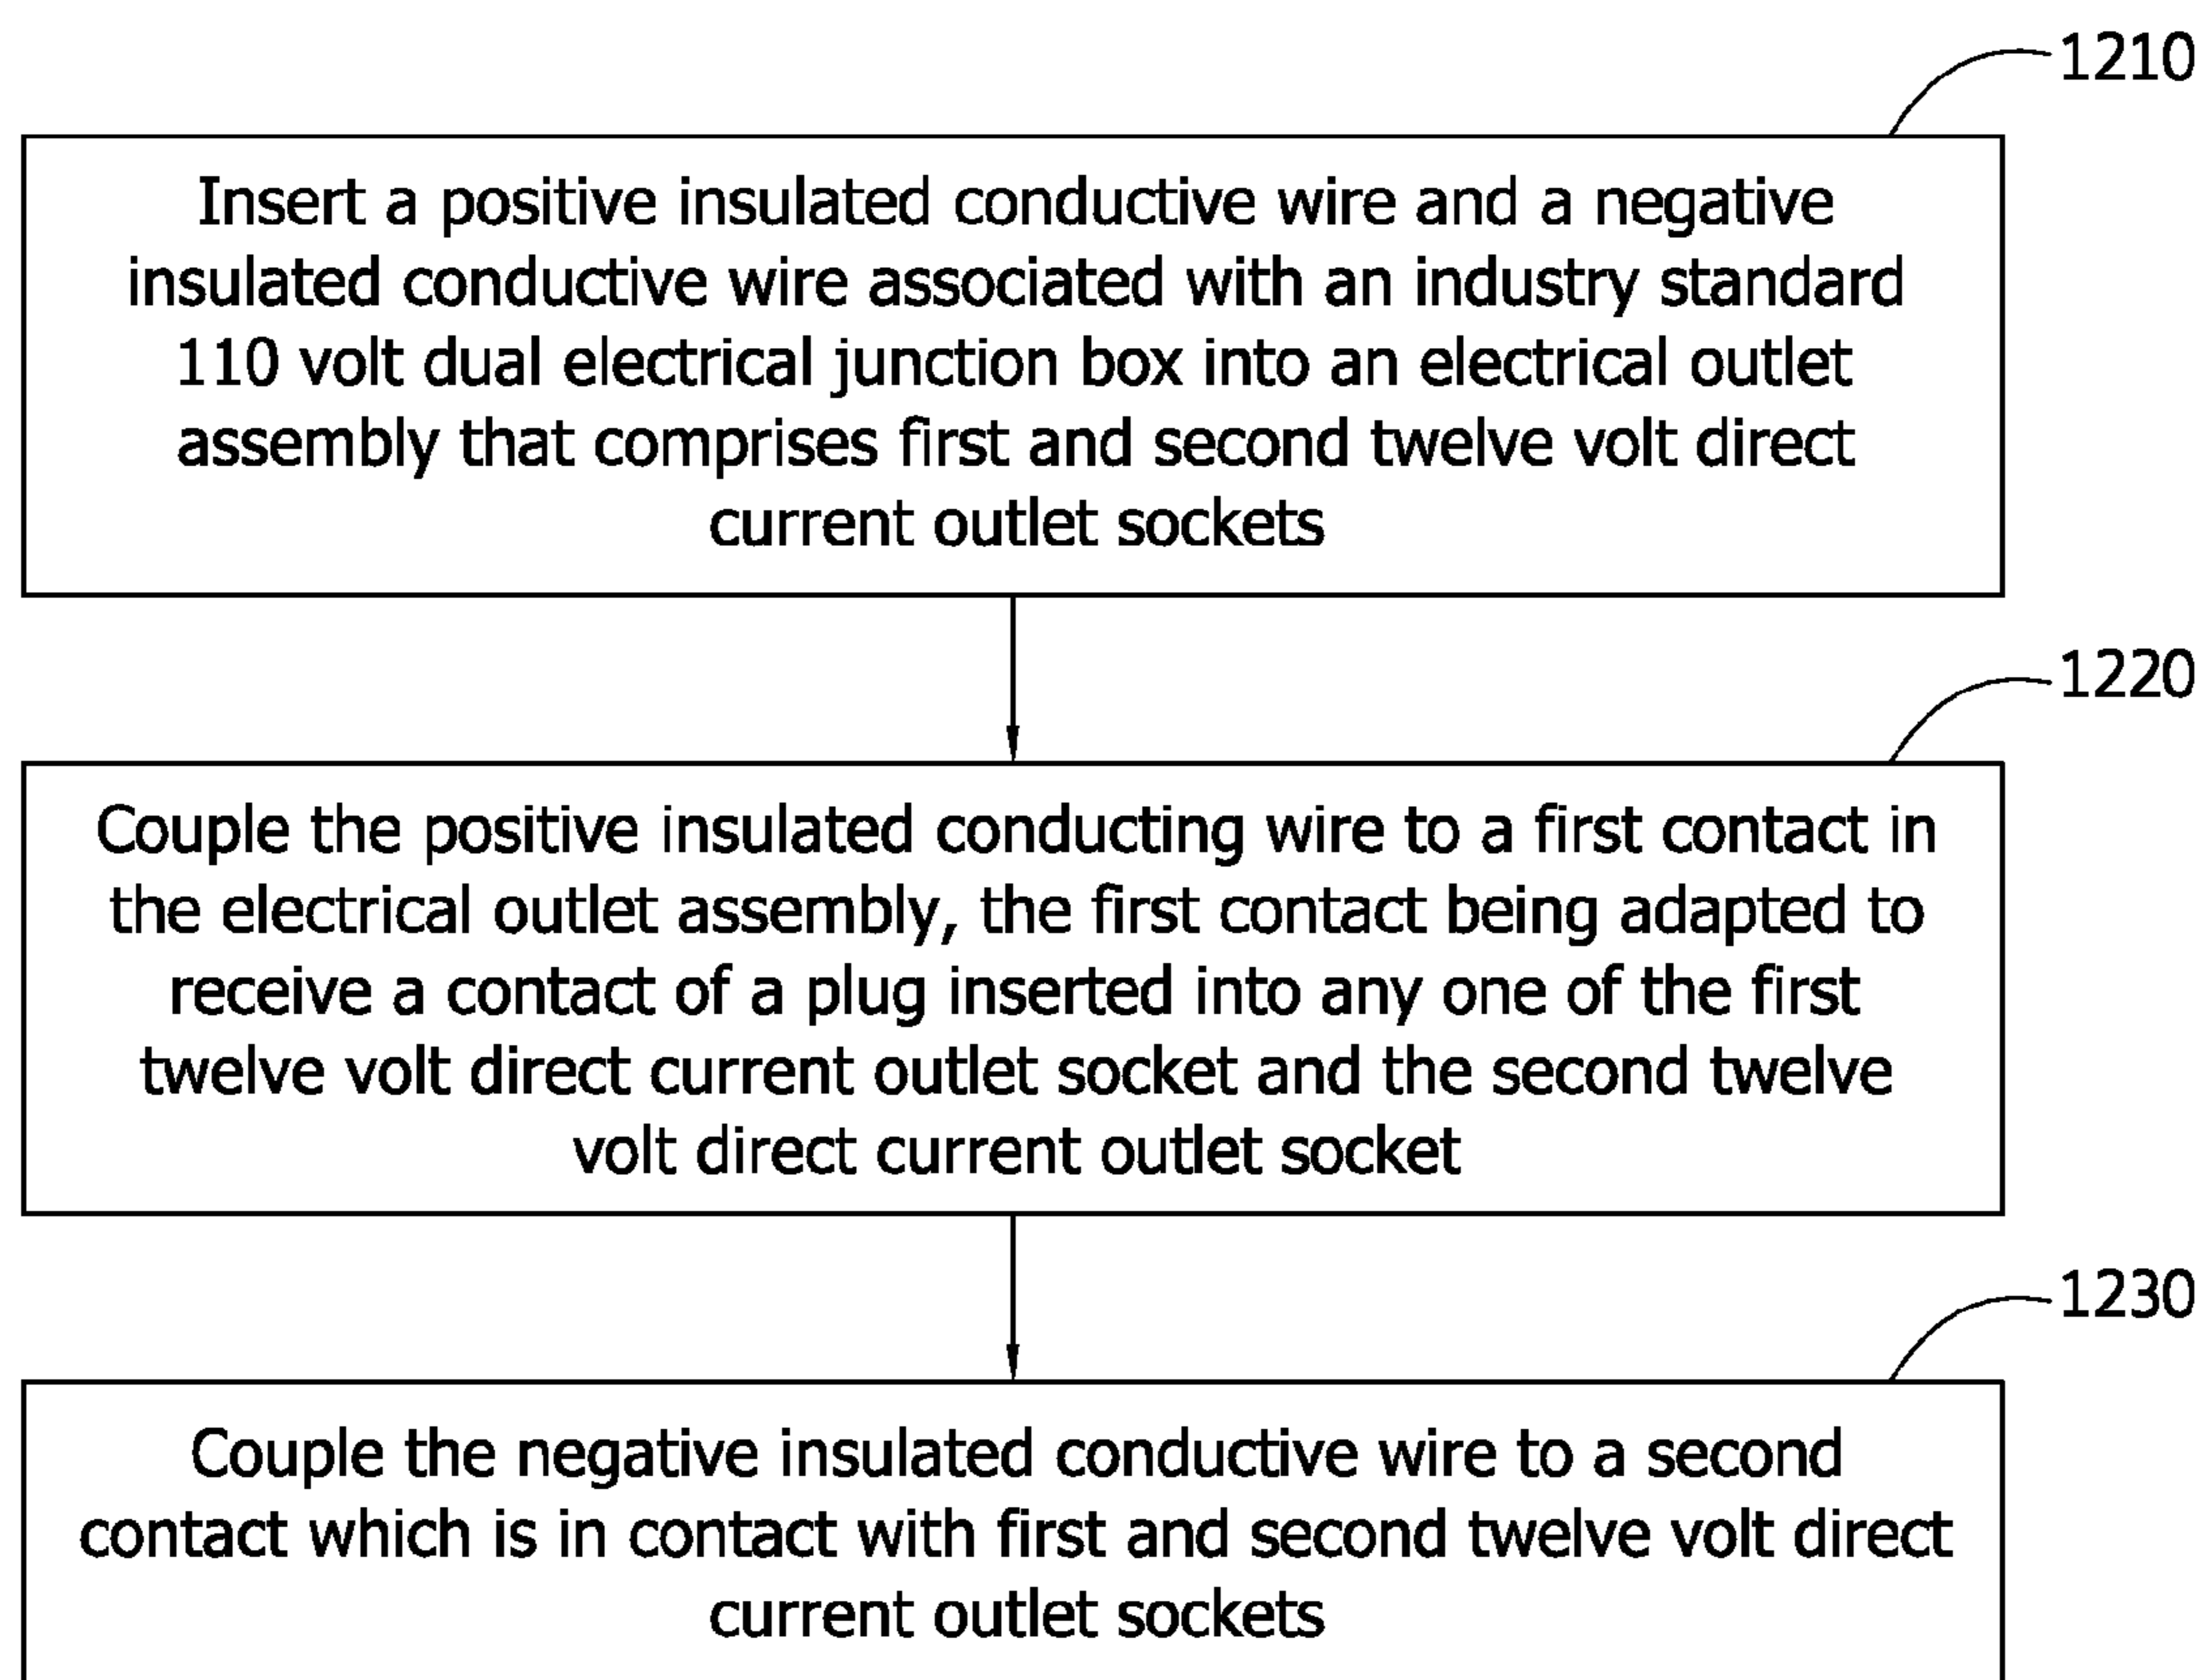 1210
Insert a positive insulated conductive wire and a negative
insulated conductive wire associated with an industry standard
110 volt dual electrical junction box into an electrical outlet
assembly that comprises first and second twelve volt direct
current outlet sockets
1220
Couple the positive insulated conducting wire to a first contact in
the electrical outlet assembly, the first contact being adapted to
receive a contact of a plug inserted into any one of the first
twelve volt direct current outlet socket and the second twelve
volt direct current outlet socket
1230
Couple the negative insulated conductive wire to a second
contact which is in contact with first and second twelve volt direct
current outlet sockets